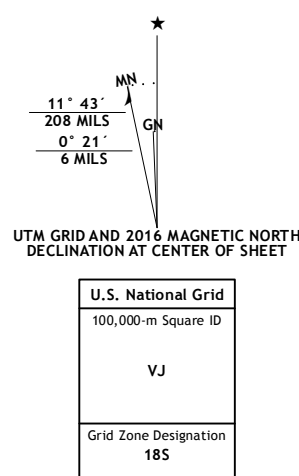 ★
MN
11° 43´
208 MILS
GN
0° 21´
6 MILS
UTM GRID AND 2016 MAGNETIC NORTH
DECLINATION AT CENTER OF SHEET
U.S. National Grid
100,000-m Square ID
VJ
Grid Zone Designation
18S